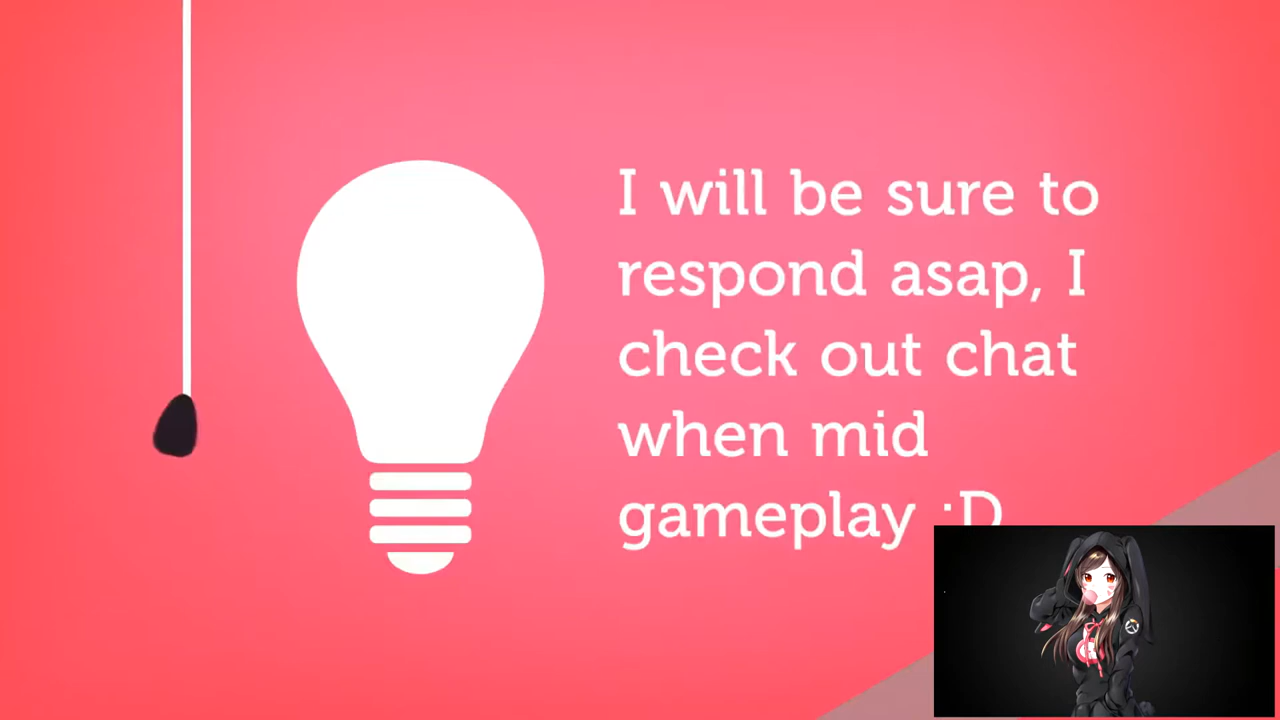 I will be sure to
respond asap, I
check out chat
when mid
gameplay :D